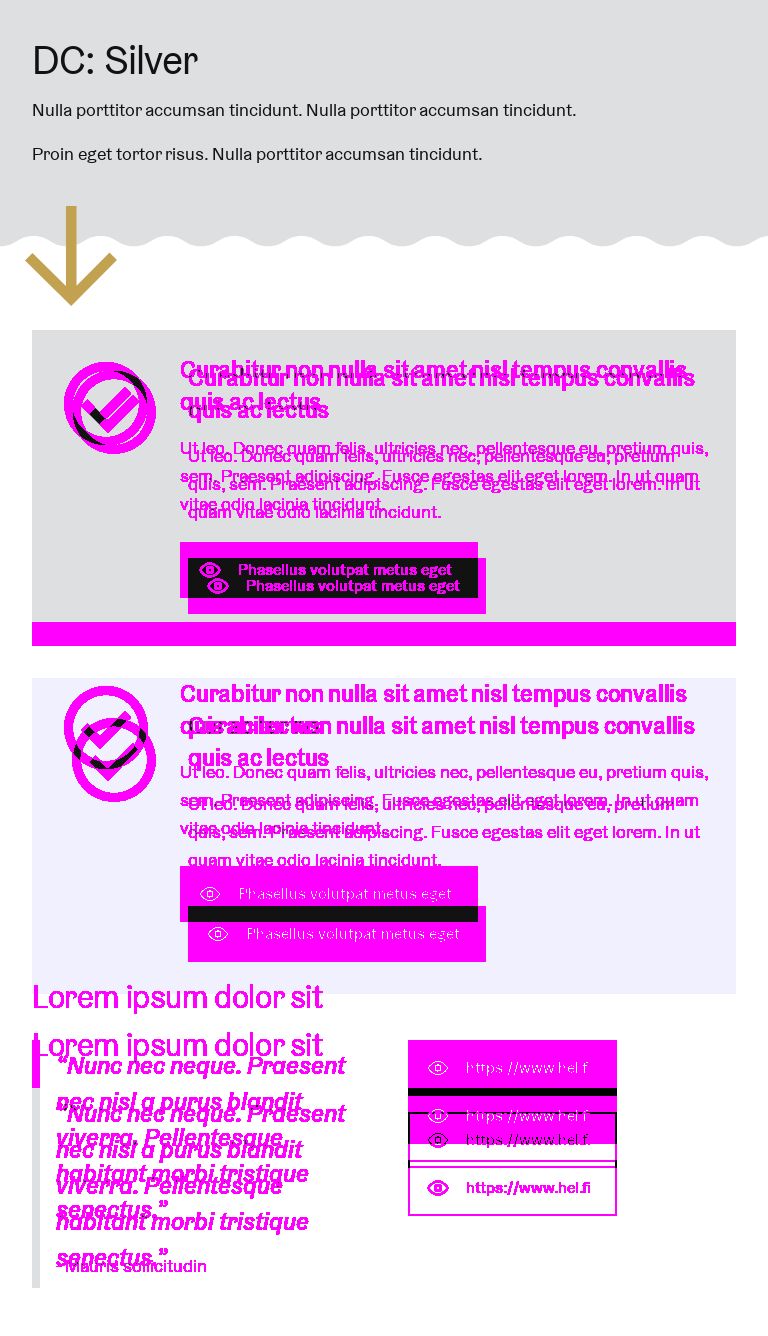 DC: Silver
Nulla porttitor accumsan tincidunt. Nulla porttitor accumsan tincidunt.
Proin eget tortor risus. Nulla porttitor accumsan tincidunt.
Curabitur non nulla sit amet nisl tempus convallis
Curabitur non nulla sit amet nisl tempus convallis
quis ac lectus
quis ac lectus
Ut leo. Donec quam felis, ultricies nec, pellentesque eu, pretium quis,
Ut leo. Donec quam felis, ultricies nec, pellentesque eu, pretium
sem. Praesent adipiscing. Fusce egestas elit eget lorem. In ut quam
quis, sem. Praesent adipiscing. Fusce egestas elit eget lorem. In ut
vitae odio lacinia tincidunt.
quam vitae odio lacinia tincidunt.
Phasellus volutpat metus eget
Phasellus volutpat metus eget
Curabitur non nulla sit amet nisl tempus convallis
quis ac lectus
Curabitur non nulla sit amet nisl tempus convallis
quis ac lectus
Ut leo. Donec quam felis, ultricies nec, pellentesque eu, pretium quis,
sem. Praesent adipiscing. Fusce egestas elit eget lorem. In ut quam
Ut leo. Donec quam felis, ultricies nec, pellentesque eu, pretium
vitae odio lacinia tincidunt.
quis, sem. Praesent adipiscing. Fusce egestas elit eget lorem. In ut
quam vitae odio lacinia tincidunt.
Phasellus volutpat metus eget
Phasellus volutpat metus eget
Lorem ipsum dolor sit
Lorem ipsum dolor sit
“Nunc nec neque. Praesent
nec nisl a purus blandit
“Nunc nec neque. Praesent
viverra. Pellentesque
nec nisl a purus blandit
habitant morbi tristique
viverra. Pellentesque
senectus.”
habitant morbi tristique
senectus.”
- Mauris sollicitudin
https://www.hel.fi
https://www.hel.fi
https://www.hel.fi
https://www.hel.fi